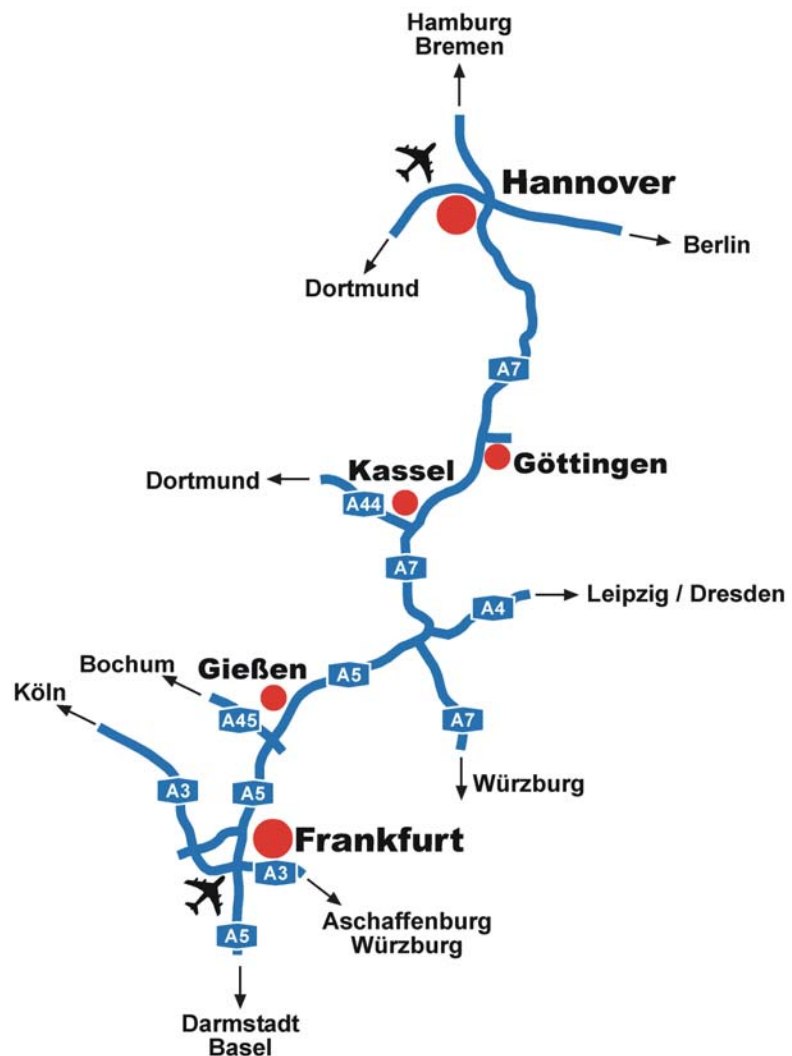 Hamburg
Bremen
Hannover
Berlin
Dortmund
A7
Kassel
Göttingen
Dortmund
A44
A7
Leipzig / Dresden
A4
Bochum
Gießen
A5
Köln
A45
A7
A3
A5
Würzburg
Frankfurt
A3
Aschaffenburg
Würzburg
A5
Darmstadt
Basel